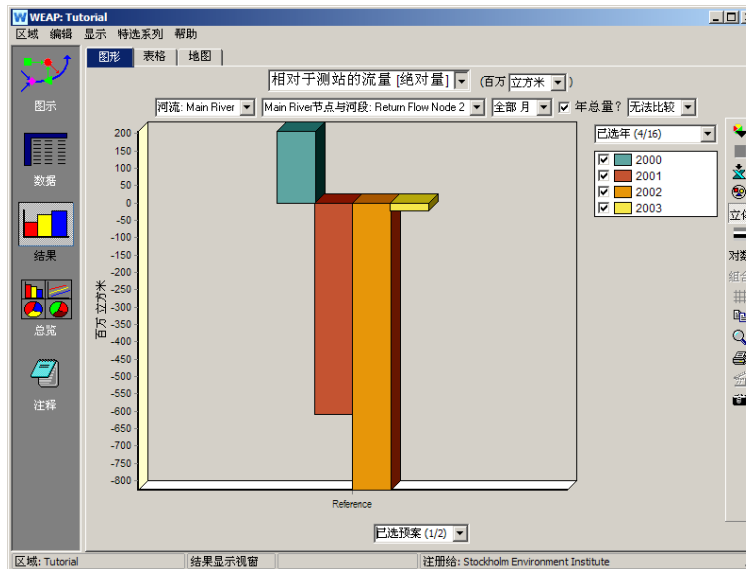 WEAP: Tutorial
区域 编辑 显示 特选系列 帮助
图形 表格 地图
相对于测站的流量 [绝对量] (百万 立方米 )
河流: Main River Main River节点与河段: Return Flow Node 2 全部 月 年总量? 无法比较
图示
数据
结果
总览
注释
已选年 (4/16)
2000
2001
2002
2003
立体
对数
组合
200
150
100
50
0
-50
-100
-150
-200
-250
-300
-350
-400
-450
-500
-550
-600
-650
-700
-750
-800
百万 立方米
Reference
已选预案 (1/2)
区域: Tutorial 结果显示视窗 注册给: Stockholm Environment Institute